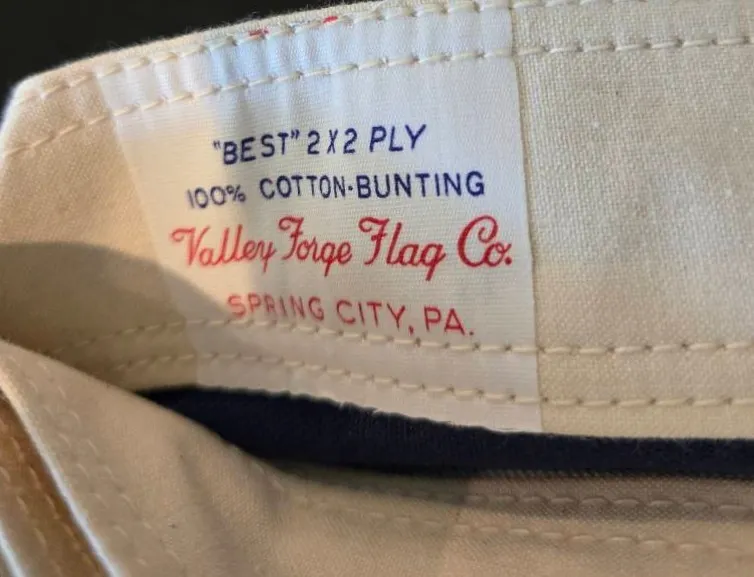 "BEST" 2X2 PLY
100% COTTON-BUNTING
Valley Forge Flag Co.
SPRING CITY, PA.